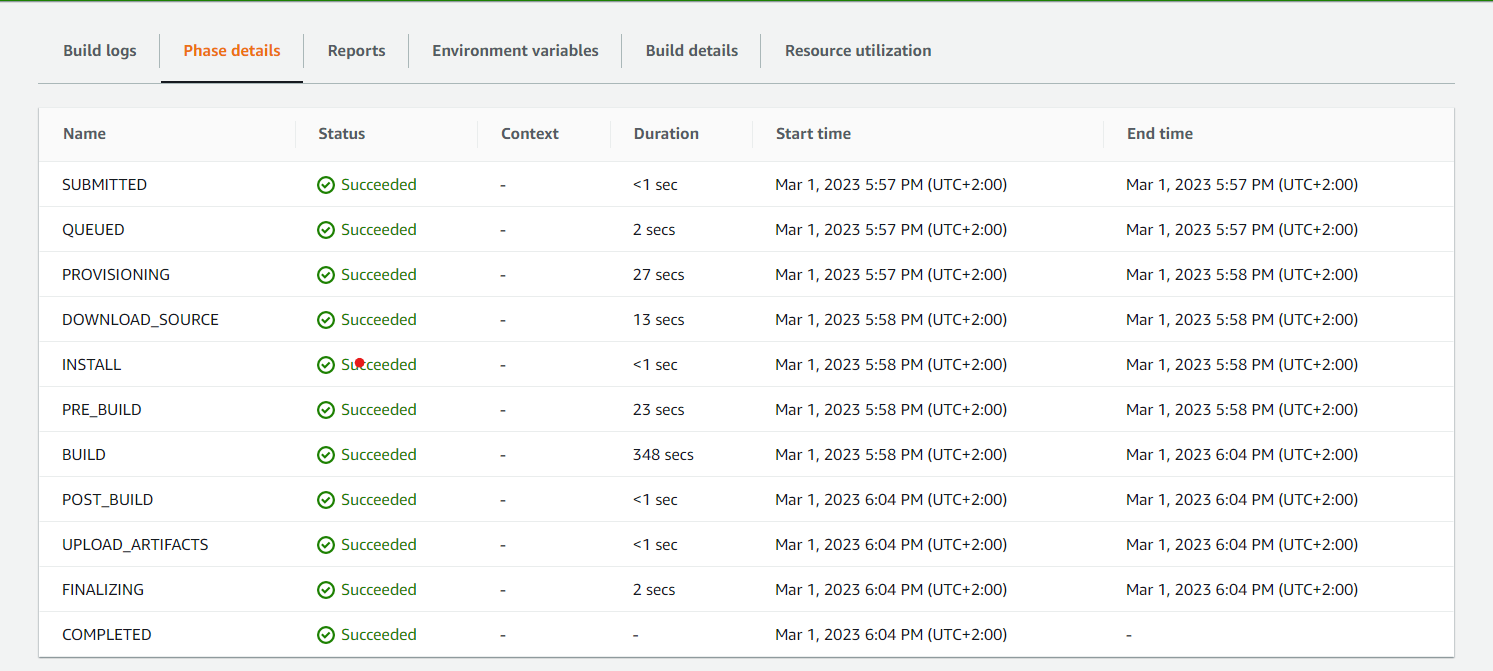 Build logs Phase details Reports Environment variables Build details Resource utilization
Name Status Context Duration Start time End time
SUBMITTED Succeeded - <1 sec Mar 1, 2023 5:57 PM (UTC+2:00) Mar 1, 2023 5:57 PM (UTC+2:00)
QUEUED Succeeded - 2 secs Mar 1, 2023 5:57 PM (UTC+2:00) Mar 1, 2023 5:57 PM (UTC+2:00)
PROVISIONING Succeeded - 27 secs Mar 1, 2023 5:57 PM (UTC+2:00) Mar 1, 2023 5:58 PM (UTC+2:00)
DOWNLOAD_SOURCE Succeeded - 13 secs Mar 1, 2023 5:58 PM (UTC+2:00) Mar 1, 2023 5:58 PM (UTC+2:00)
INSTALL Succeeded - <1 sec Mar 1, 2023 5:58 PM (UTC+2:00) Mar 1, 2023 5:58 PM (UTC+2:00)
PRE_BUILD Succeeded - 23 secs Mar 1, 2023 5:58 PM (UTC+2:00) Mar 1, 2023 5:58 PM (UTC+2:00)
BUILD Succeeded - 348 secs Mar 1, 2023 5:58 PM (UTC+2:00) Mar 1, 2023 6:04 PM (UTC+2:00)
POST_BUILD Succeeded - <1 sec Mar 1, 2023 6:04 PM (UTC+2:00) Mar 1, 2023 6:04 PM (UTC+2:00)
UPLOAD_ARTIFACTS Succeeded - <1 sec Mar 1, 2023 6:04 PM (UTC+2:00) Mar 1, 2023 6:04 PM (UTC+2:00)
FINALIZING Succeeded - 2 secs Mar 1, 2023 6:04 PM (UTC+2:00) Mar 1, 2023 6:04 PM (UTC+2:00)
COMPLETED Succeeded - - Mar 1, 2023 6:04 PM (UTC+2:00) -